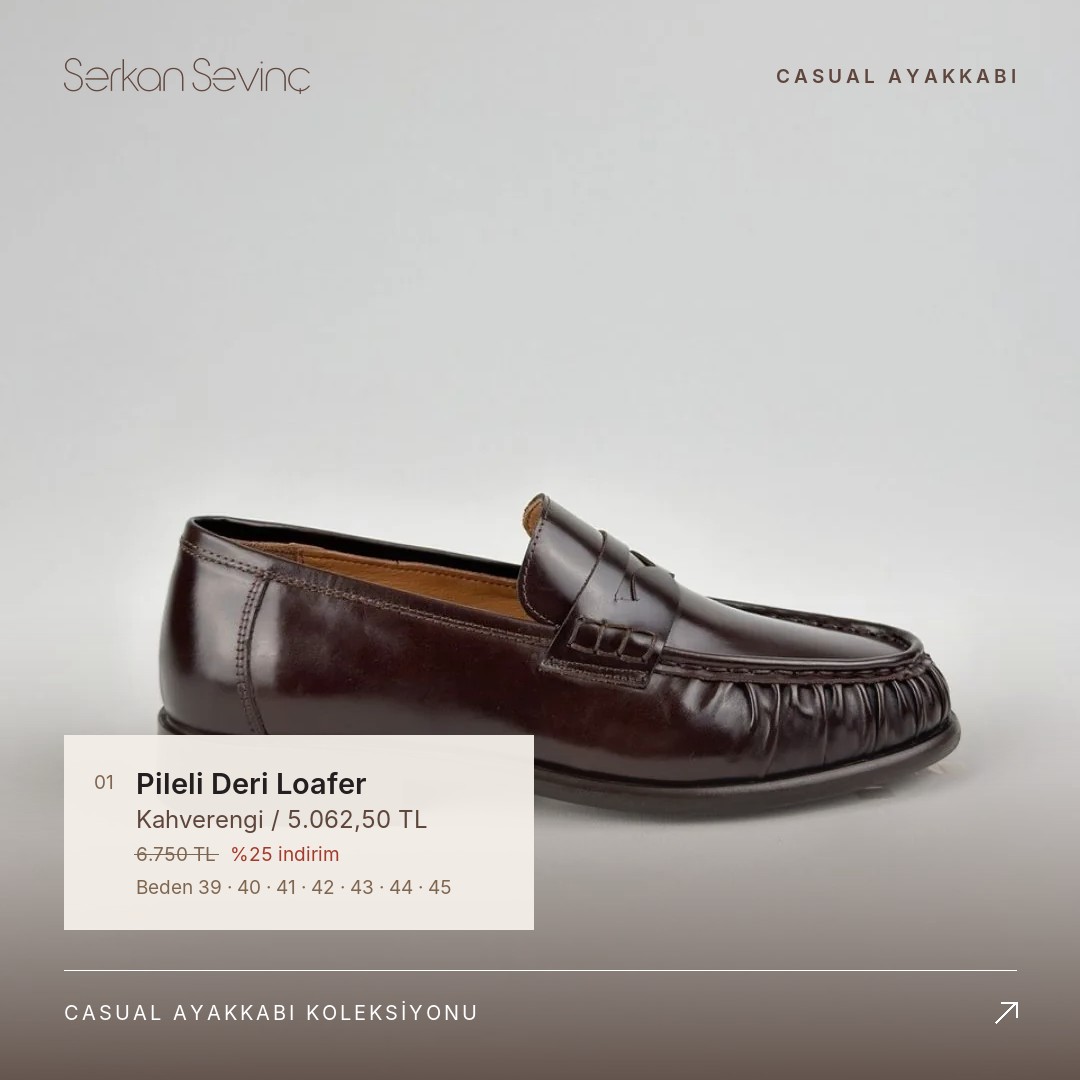 Serkan Sevinç
CASUAL AYAKKABI
01 Pileli Deri Loafer
Kahverengi / 5.062,50 TL
6.750 TL %25 indirim
Beden 39 · 40 · 41 · 42 · 43 · 44 · 45
CASUAL AYAKKABI KOLEKSİYONU